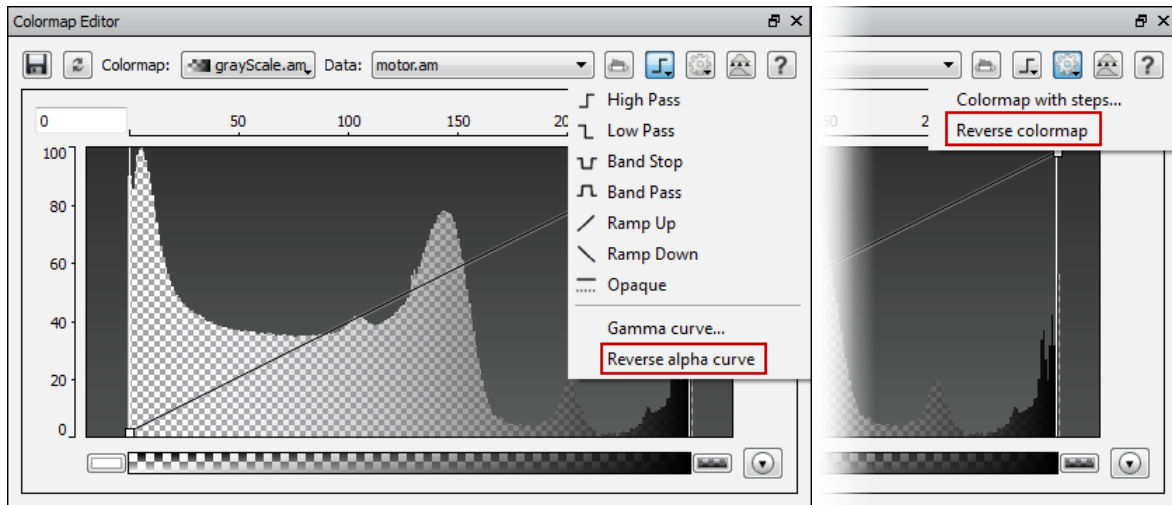 Colormap Editor
Colormap: grayScale.am Data: motor.am ?
High Pass
Low Pass
Band Stop
Band Pass
Ramp Up
Ramp Down
Opaque
Gamma curve...
Reverse alpha curve
0 50 100 150 20
100
80
60
40
20
0
?
Colormap with steps...
Reverse colormap
50 2